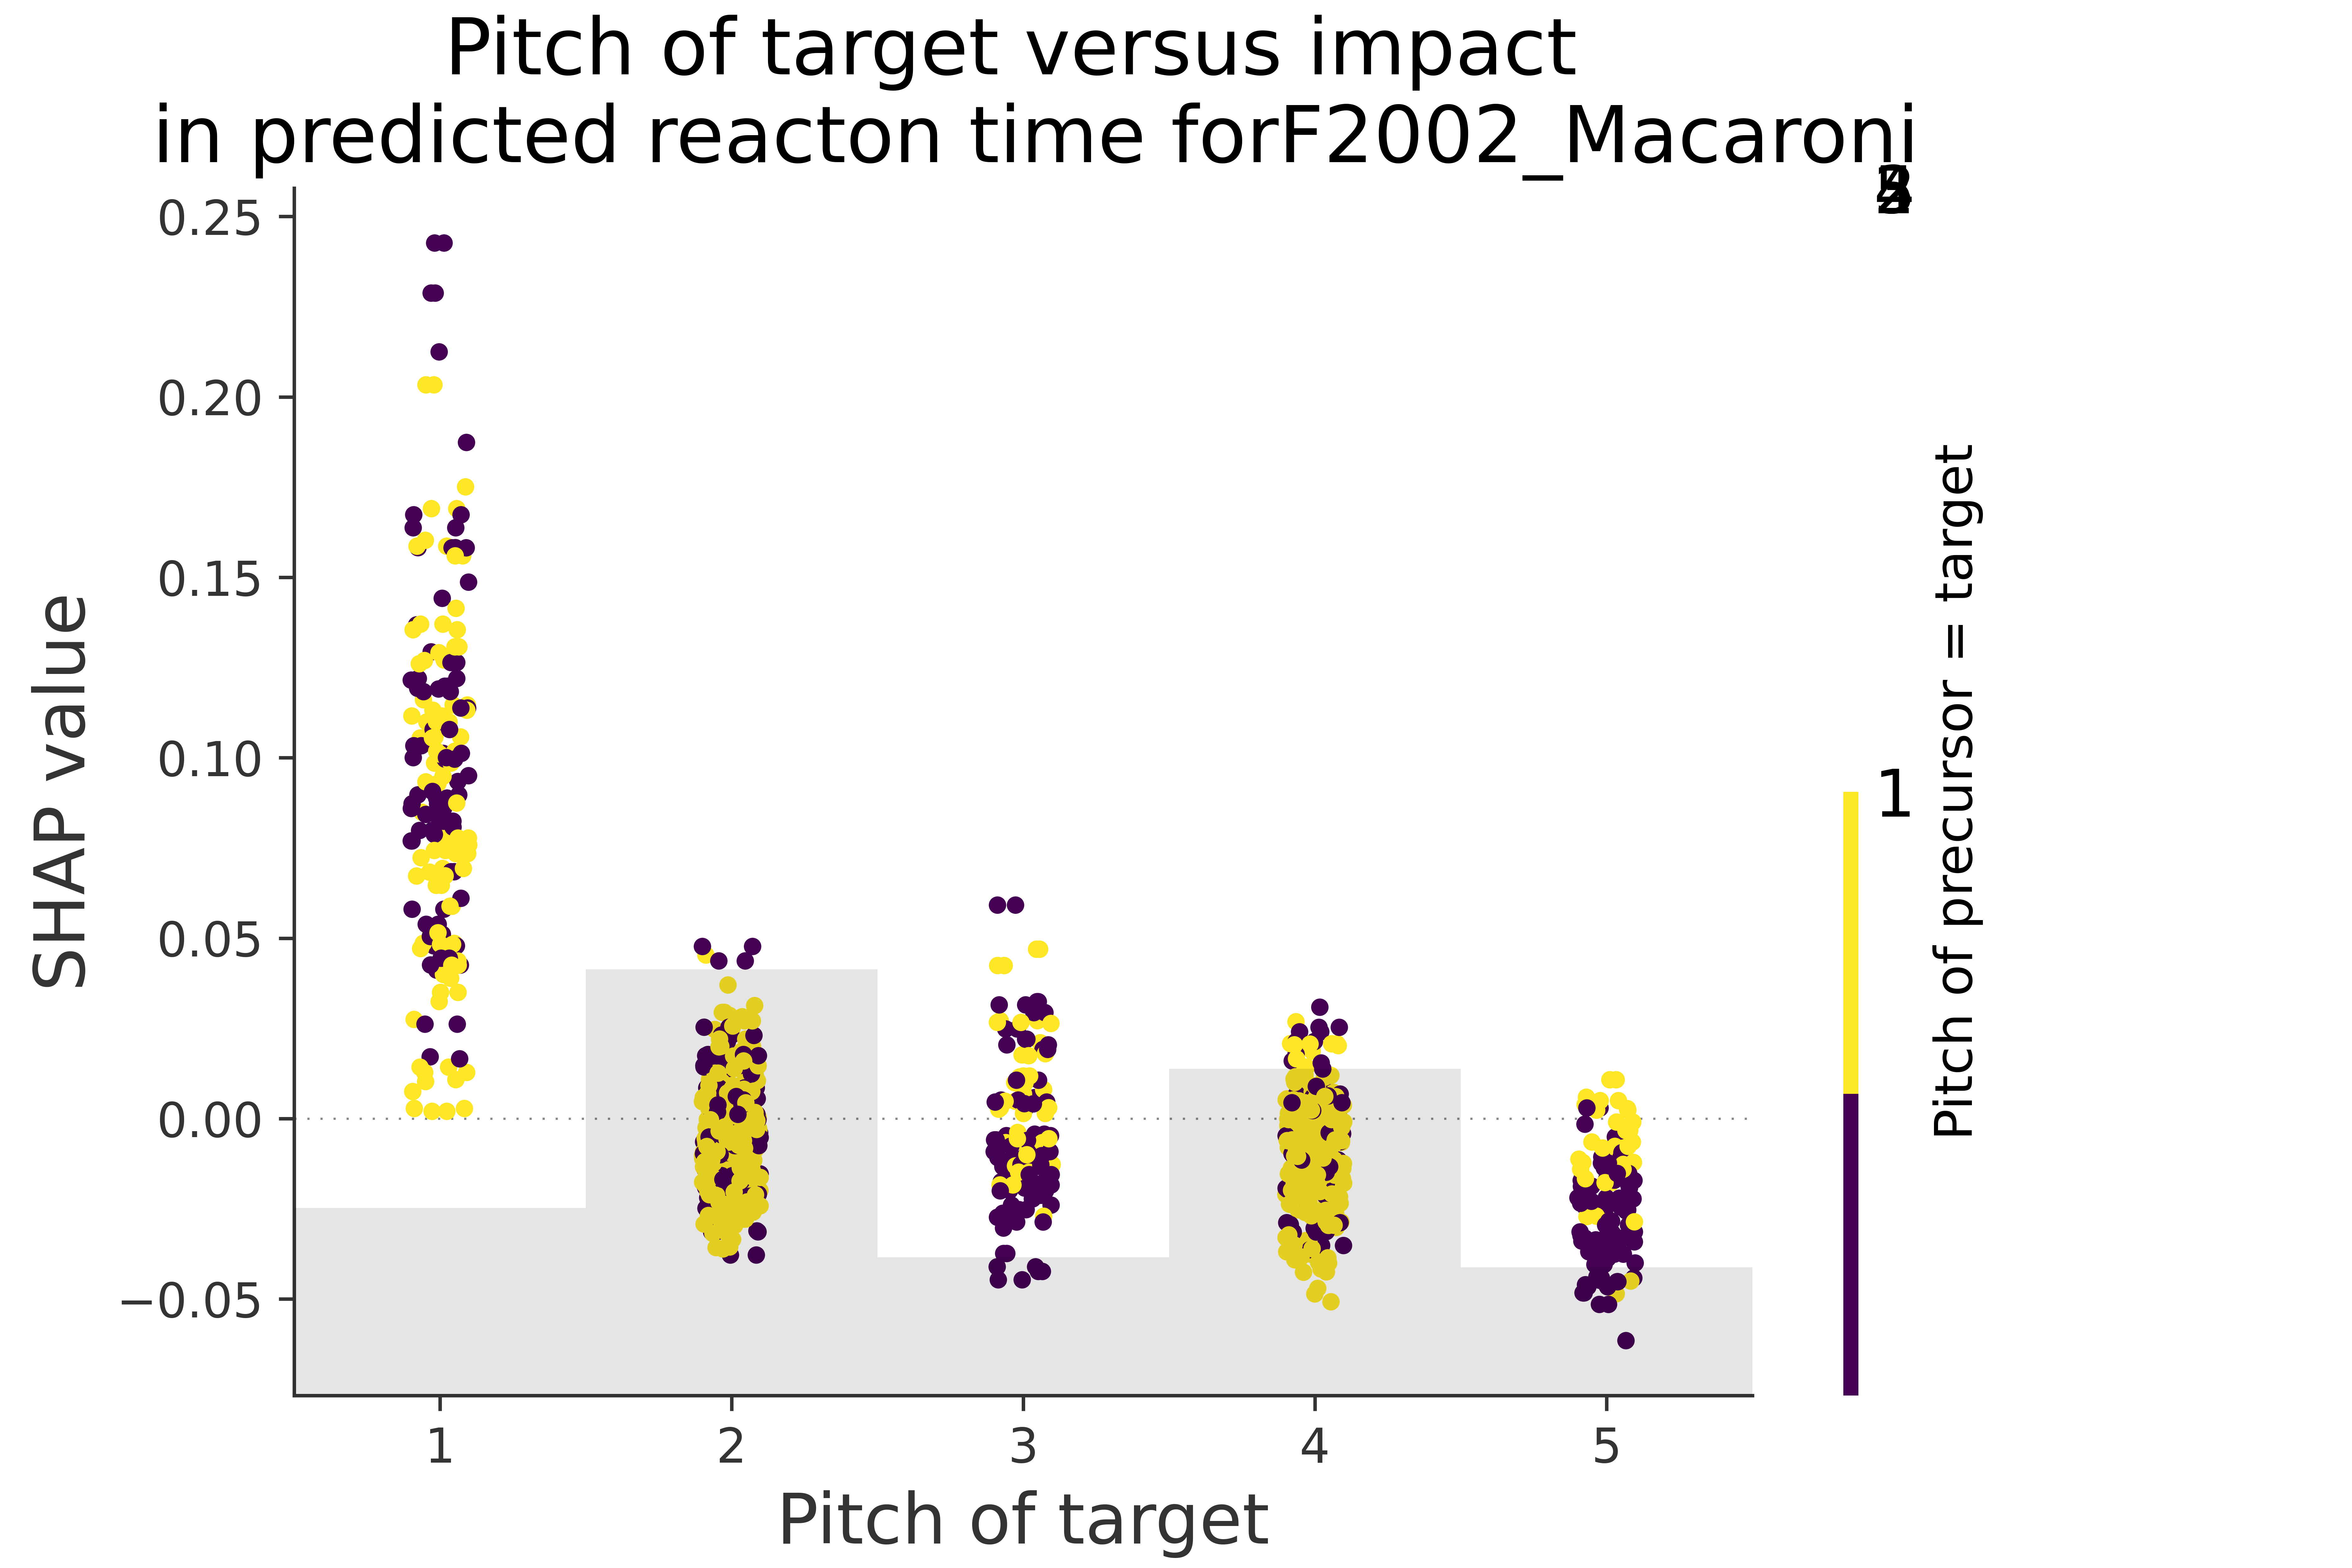 Pitch of target versus impact
in predicted reacton time forF2002_Macaroni
0.25
0.20
0.15
0.10
0.05
0.00
−0.05
SHAP value
1
2
3
4
5
Pitch of target
1
Pitch of precursor = target